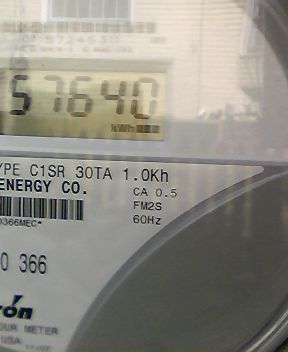 57640
kWh
YPE C1SR 30TA 1.0Kh
ENERGY CO.
CA 0.5
FM2S
0366MEC*
60Hz
0 366
ron
OUR METER
USA